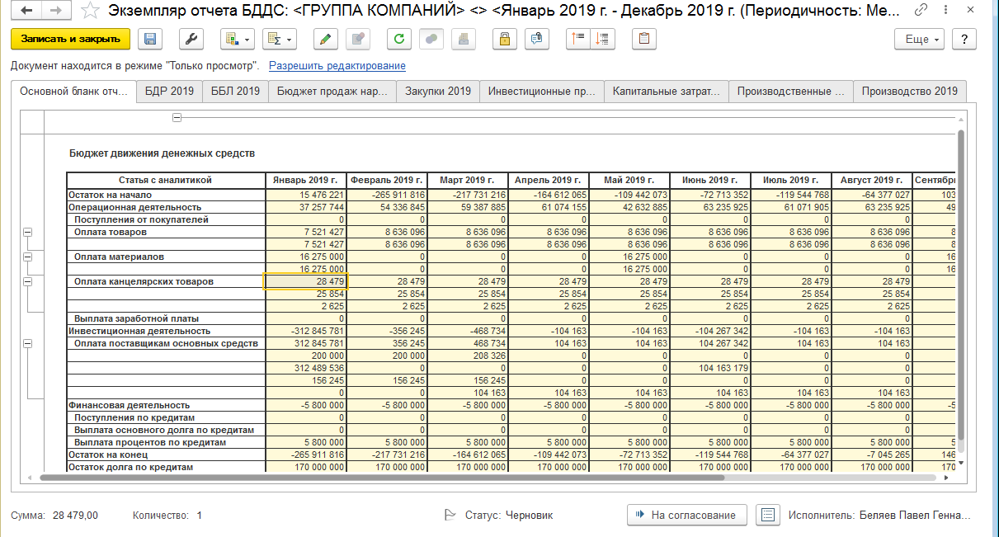 Экземпляр отчета БДДС: <ГРУППА КОМПАНИЙ> <> <Январь 2019 г. - Декабрь 2019 г. (Периодичность: Ме...
Записать и закрыть Еще ?
Документ находится в режиме "Только просмотр". Разрешить редактирование
Основной бланк отч... БДР 2019 ББЛ 2019 Бюджет продаж нар... Закупки 2019 Инвестиционные пр... Капитальные затрат... Производственные ... Производство 2019
Бюджет движения денежных средств
Статья с аналитикой Январь 2019 г. Февраль 2019 г. Март 2019 г. Апрель 2019 г. Май 2019 г. Июнь 2019 г. Июль 2019 г. Август 2019 г. Сентябр
Остаток на начало 15 476 221 -265 911 816 -217 731 216 -164 612 065 -109 442 073 -72 713 352 -119 544 768 -64 377 027 103
Операционная деятельность 37 257 744 54 336 845 59 387 885 61 074 155 42 632 885 63 235 925 61 071 905 63 235 925 49
Поступления от покупателей 0 0 0 0 0 0 0 0
Оплата товаров 7 521 427 8 636 096 8 636 096 8 636 096 8 636 096 8 636 096 8 636 096 8 636 096 8
7 521 427 8 636 096 8 636 096 8 636 096 8 636 096 8 636 096 8 636 096 8 636 096 8
Оплата материалов 16 275 000 0 0 0 16 275 000 0 0 0 16
16 275 000 0 0 0 16 275 000 0 0 0 16
Оплата канцелярских товаров 28 479 28 479 28 479 28 479 28 479 28 479 28 479 28 479
25 854 25 854 25 854 25 854 25 854 25 854 25 854 25 854
2 625 2 625 2 625 2 625 2 625 2 625 2 625 2 625
Выплата заработной платы 0 0 0 0 0 0 0 0
Инвестиционная деятельность -312 845 781 -356 245 -468 734 -104 163 -104 163 -104 267 342 -104 163 -104 163
Оплата поставщикам основных средств 312 845 781 356 245 468 734 104 163 104 163 104 267 342 104 163 104 163
200 000 200 000 208 326 0 0 0 0 0
312 489 536 0 0 0 0 104 163 179 0 0
156 245 156 245 156 245 0 0 0 0 0
0 0 104 163 104 163 104 163 104 163 104 163 104 163
Финансовая деятельность -5 800 000 -5 800 000 -5 800 000 -5 800 000 -5 800 000 -5 800 000 -5 800 000 -5 800 000 -5
Поступления по кредитам 0 0 0 0 0 0 0 0
Выплата основного долга по кредитам 0 0 0 0 0 0 0 0
Выплата процентов по кредитам 5 800 000 5 800 000 5 800 000 5 800 000 5 800 000 5 800 000 5 800 000 5 800 000 5
Остаток на конец -265 911 816 -217 731 216 -164 612 065 -109 442 073 -72 713 352 -119 544 768 -64 377 027 -7 045 265 146
Остаток долга по кредитам 170 000 000 170 000 000 170 000 000 170 000 000 170 000 000 170 000 000 170 000 000 170 000 000 170
Сумма: 28 479,00 Количество: 1 Статус: Черновик На согласование Исполнитель: Беляев Павел Генна...